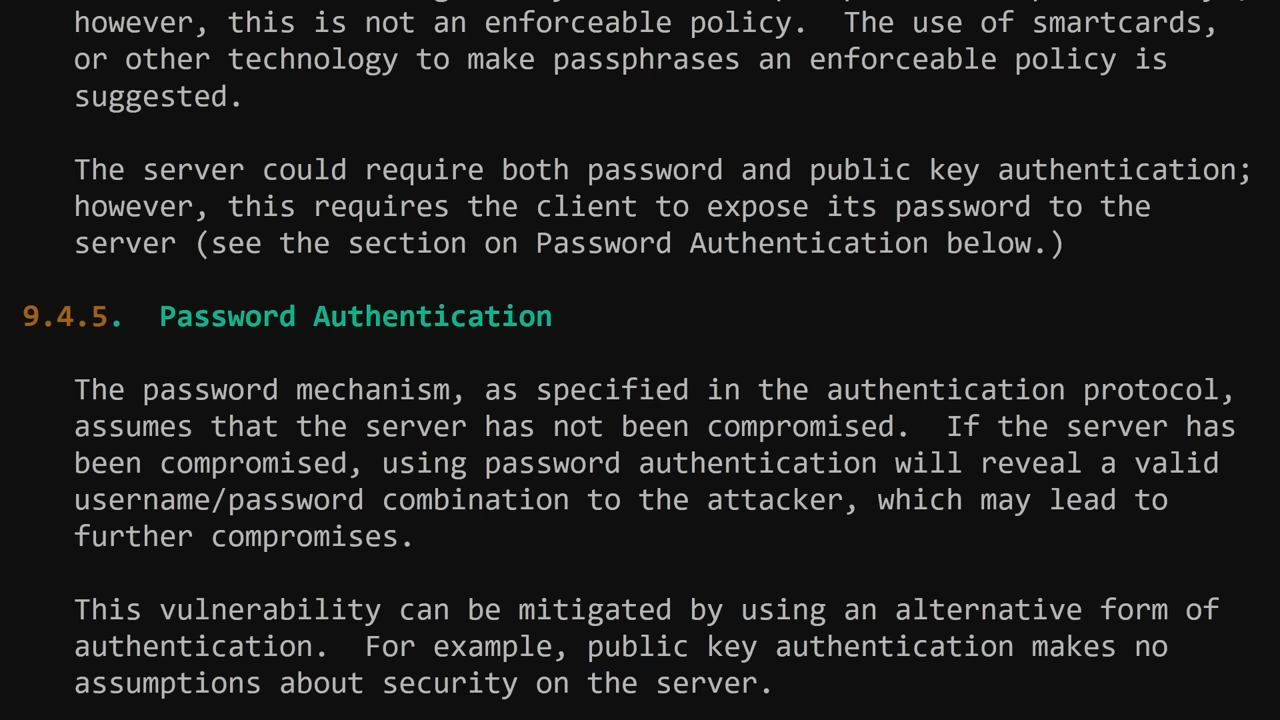 however, this is not an enforceable policy.  The use of smartcards,
or other technology to make passphrases an enforceable policy is
suggested.
The server could require both password and public key authentication;
however, this requires the client to expose its password to the
server (see the section on Password Authentication below.)
9.4.5.  Password Authentication
The password mechanism, as specified in the authentication protocol,
assumes that the server has not been compromised.  If the server has
been compromised, using password authentication will reveal a valid
username/password combination to the attacker, which may lead to
further compromises.
This vulnerability can be mitigated by using an alternative form of
authentication.  For example, public key authentication makes no
assumptions about security on the server.